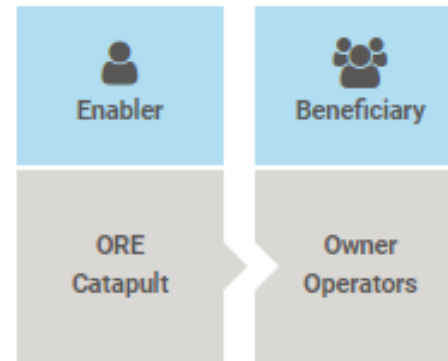 Enabler
Beneficiary
ORE
Catapult
Owner
Operators